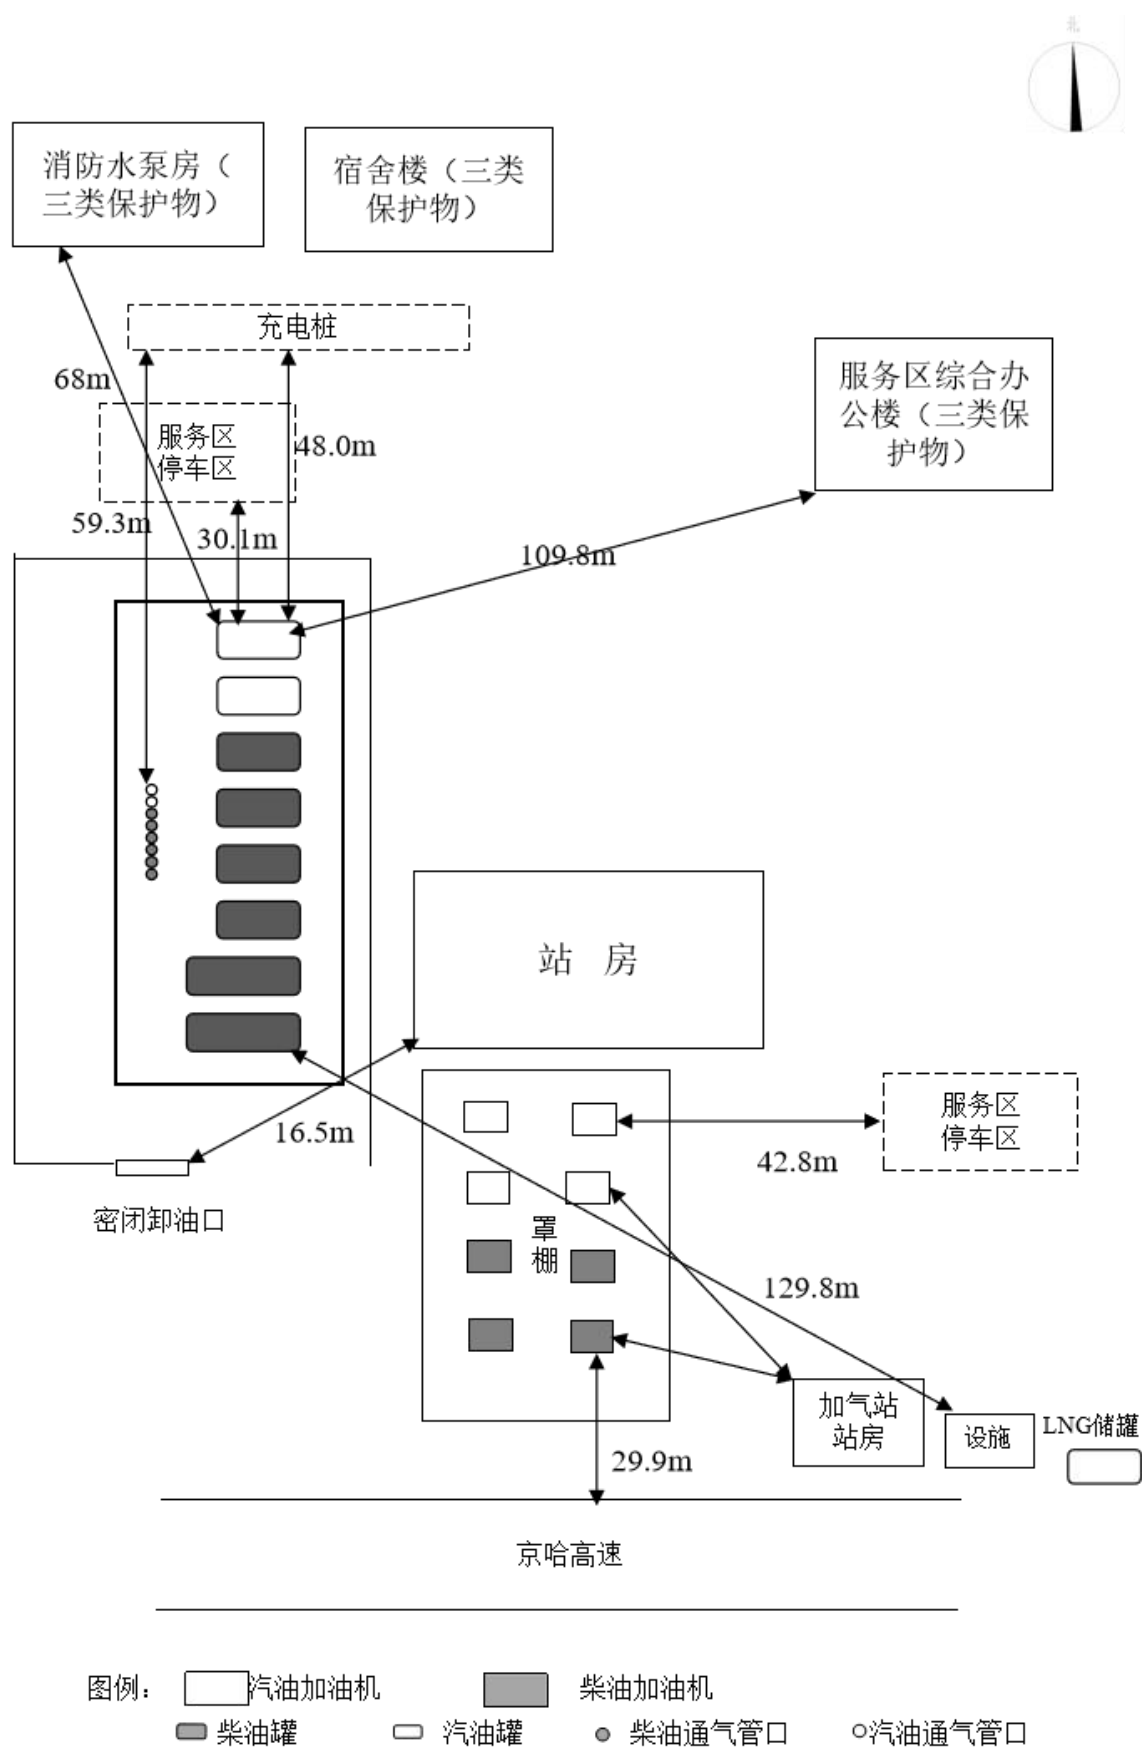 北
消防水泵房（
三类保护物）
宿舍楼（三类
保护物）
充电桩
68m
服务区
停车区
48.0m
服务区综合办
公楼（三类保
护物）
59.3m
30.1m
109.8m
站 房
16.5m
服务区
停车区
42.8m
密闭卸油口
罩
棚
129.8m
加气站
站房
设施
LNG储罐
29.9m
京哈高速
图例： 汽油加油机 柴油加油机
柴油罐 汽油罐 柴油通气管口 汽油通气管口